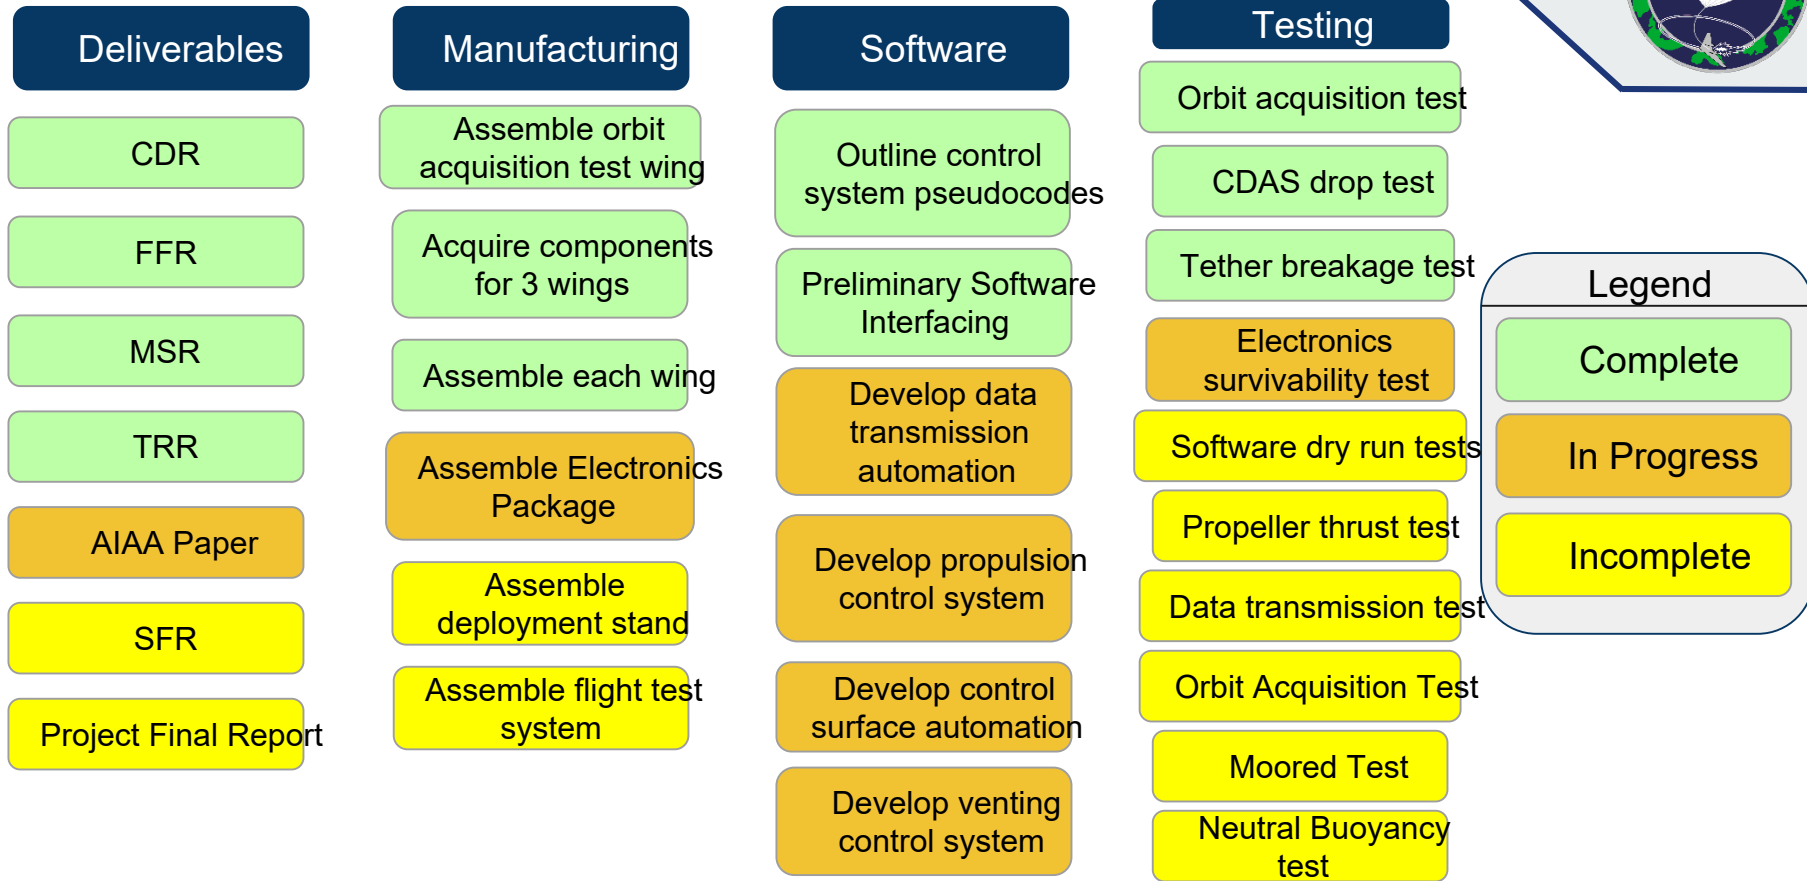 Deliverables
CDR
FFR
MSR
TRR
AIAA Paper
SFR
Project Final Report
Manufacturing
Assemble orbit
acquisition test wing
Acquire components
for 3 wings
Assemble each wing
Assemble Electronics
Package
Assemble
deployment stand
Assemble flight test
system
Software
Outline control
system pseudocodes
Preliminary Software
Interfacing
Develop data
transmission
automation
Develop propulsion
control system
Develop control
surface automation
Develop venting
control system
Testing
Orbit acquisition test
CDAS drop test
Tether breakage test
Electronics
survivability test
Software dry run tests
Propeller thrust test
Data transmission test
Orbit Acquisition Test
Moored Test
Neutral Buoyancy
test
Legend
Complete
In Progress
Incomplete